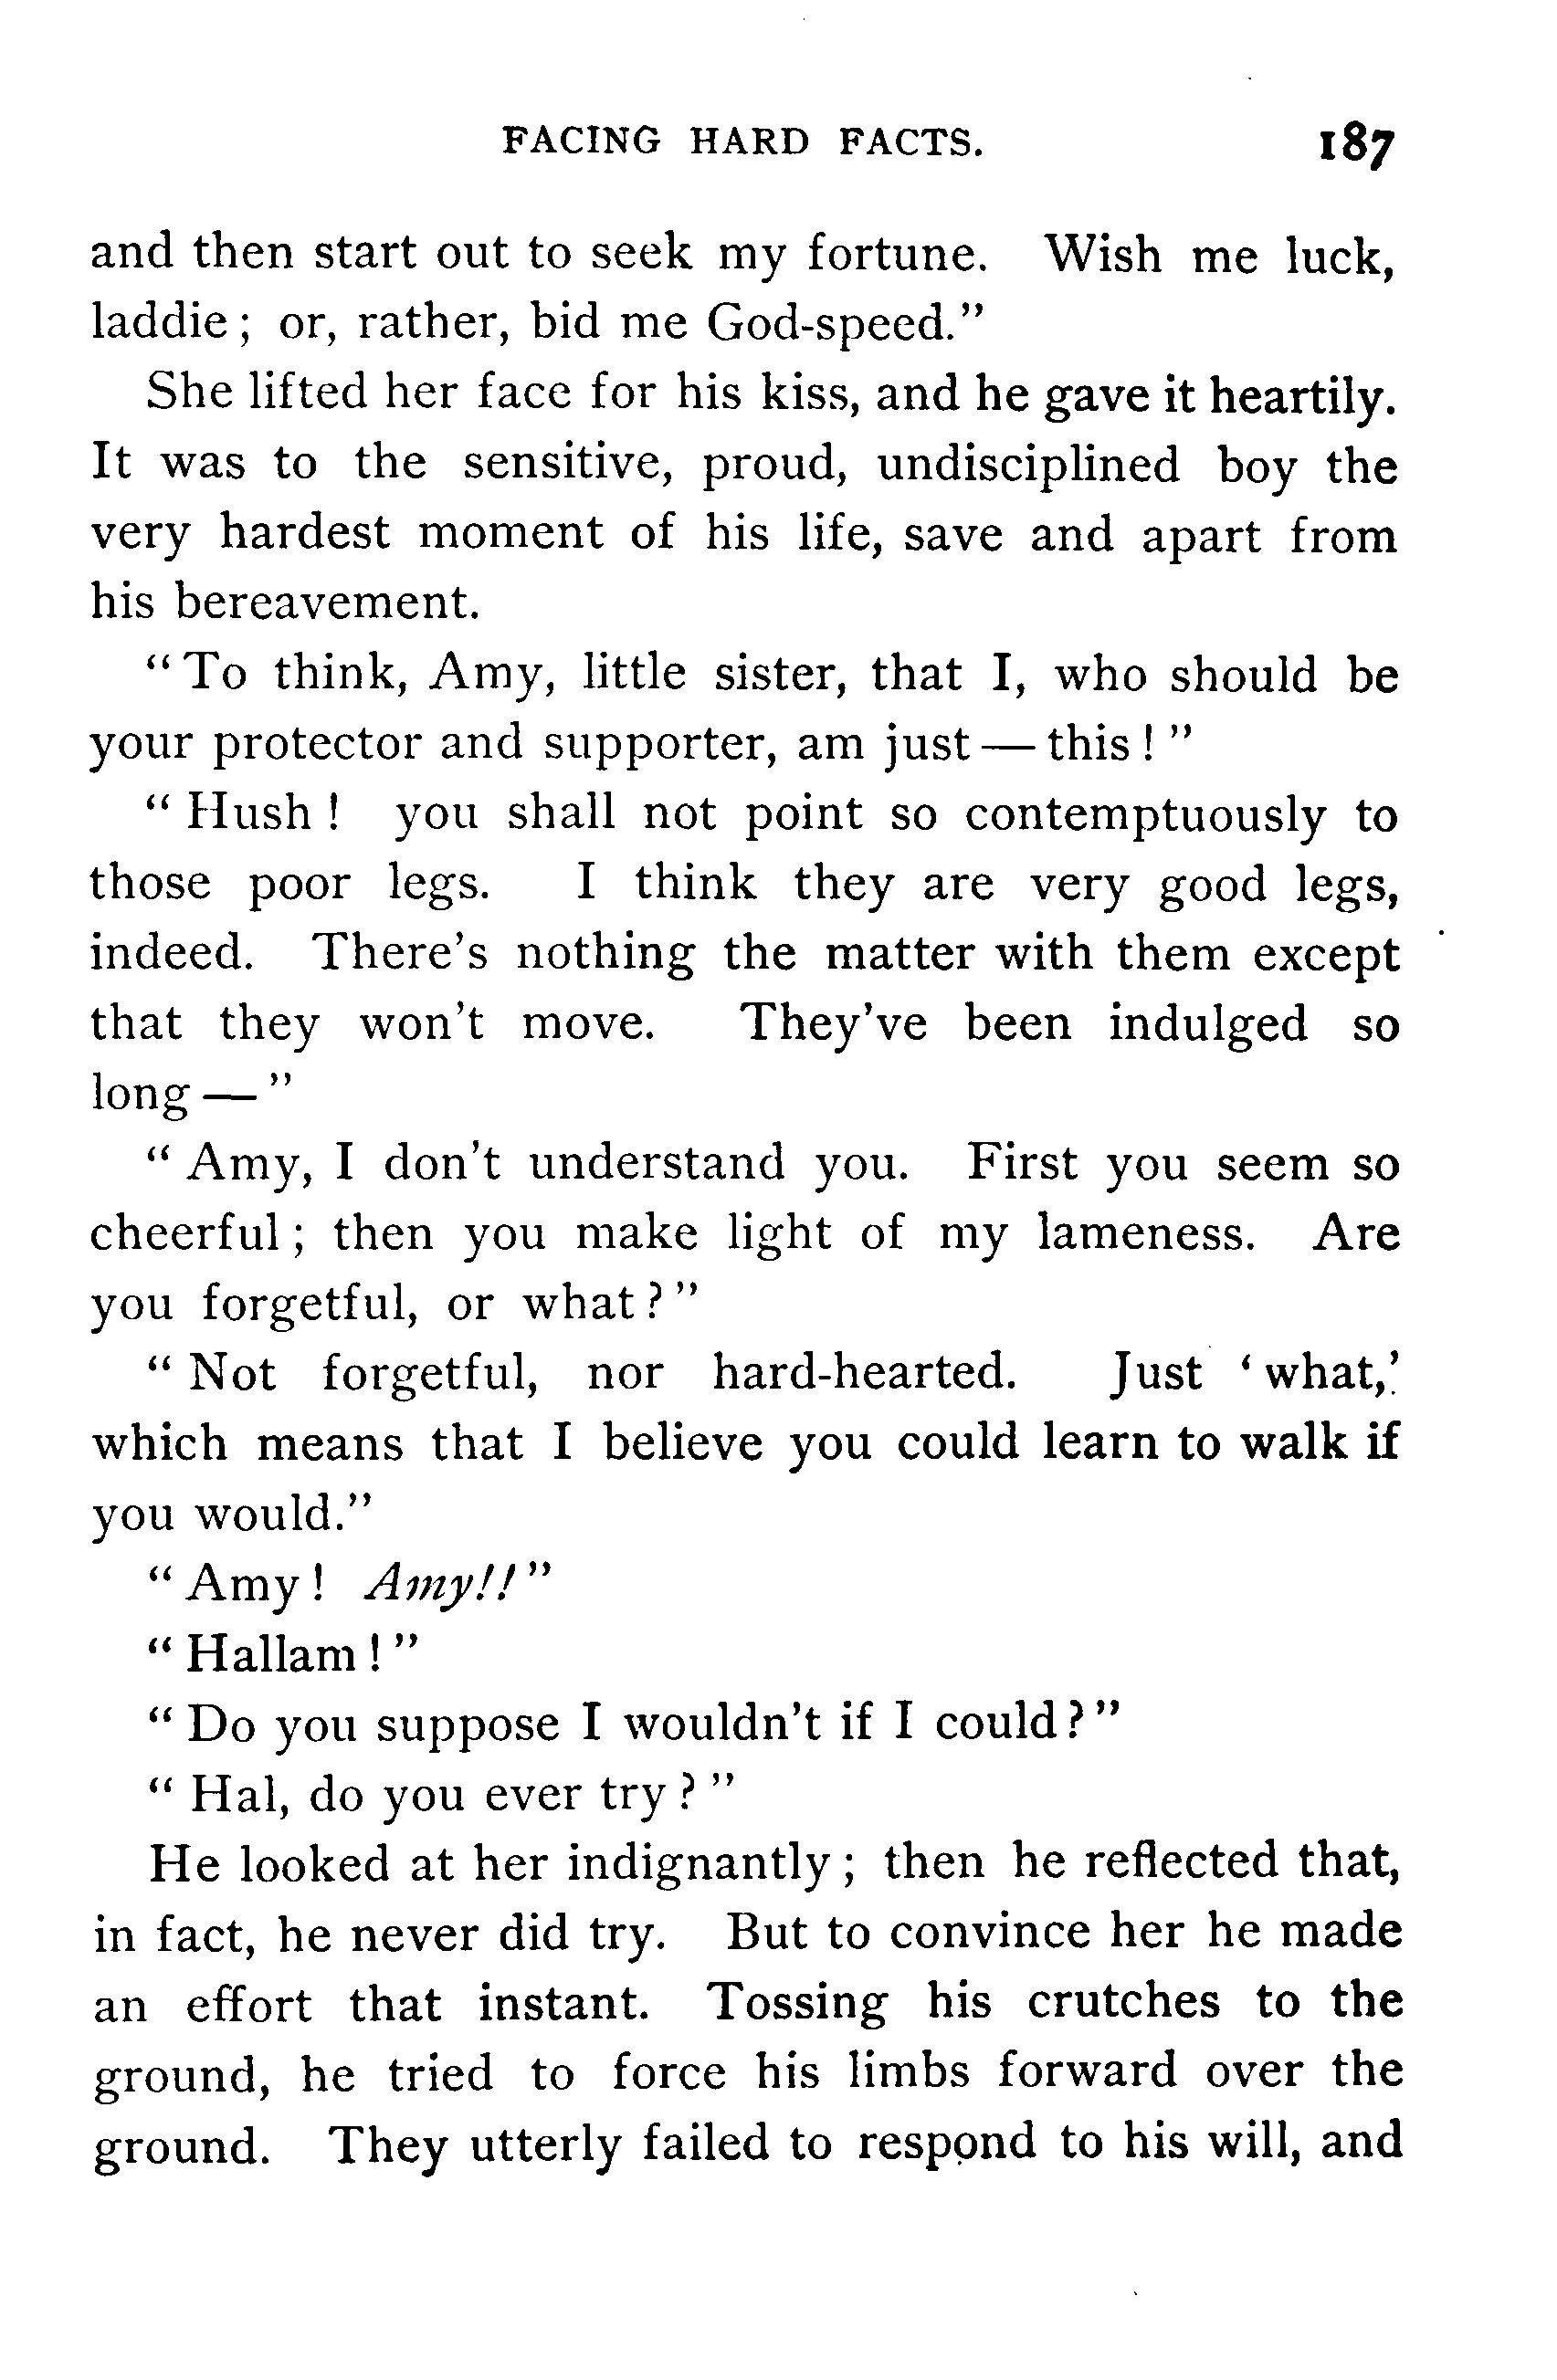 FACING HARD FACTS. 187
and then start out to seek my fortune. Wish me luck,
laddie; or, rather, bid me God-speed.”
She lifted her face for his kiss, and he gave it heartily.
It was to the sensitive, proud, undisciplined boy the
very hardest moment of his life, save and apart from
his bereavement.
“To think, Amy, little sister, that I, who should be
your protector and supporter, am just — this!”
“Hush! you shall not point so contemptuously to
those poor legs. I think they are very good legs,
indeed. There’s nothing the matter with them except
that they won’t move. They’ve been indulged so
long —”
“Amy, I don’t understand you. First you seem so
cheerful; then you make light of my lameness. Are
you forgetful, or what?”
“Not forgetful, nor hard-hearted. Just ‘what,’
which means that I believe you could learn to walk if
you would.”
“Amy! Amy!!”
“Hallam!”
“Do you suppose I wouldn’t if I could?”
“Hal, do you ever try?”
He looked at her indignantly; then he reflected that,
in fact, he never did try. But to convince her he made
an effort that instant. Tossing his crutches to the
ground, he tried to force his limbs forward over the
ground. They utterly failed to respond to his will, and